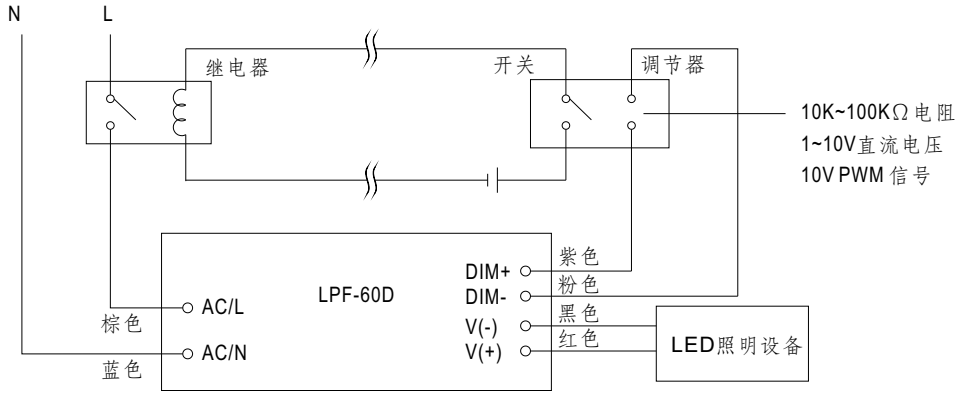 N
L
继电器
开关
调节器
10K~100KΩ电阻
1~10V直流电压
10V PWM 信号
紫色
DIM+
粉色
DIM-
LPF-60D
AC/L
棕色
黑色
V(-)
红色
V(+)
AC/N
蓝色
LED照明设备